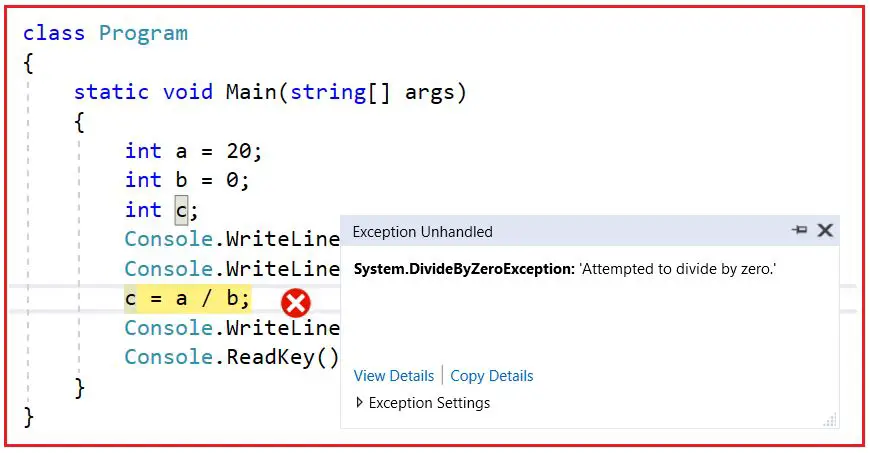 class Program
{
static void Main(string[] args)
{
int a = 20;
int b = 0;
int c;
Console.WriteLine
Console.WriteLine
c = a / b;
Console.WriteLine
Console.ReadKey()
}
}
Exception Unhandled
System.DivideByZeroException: 'Attempted to divide by zero.'
View Details | Copy Details
Exception Settings